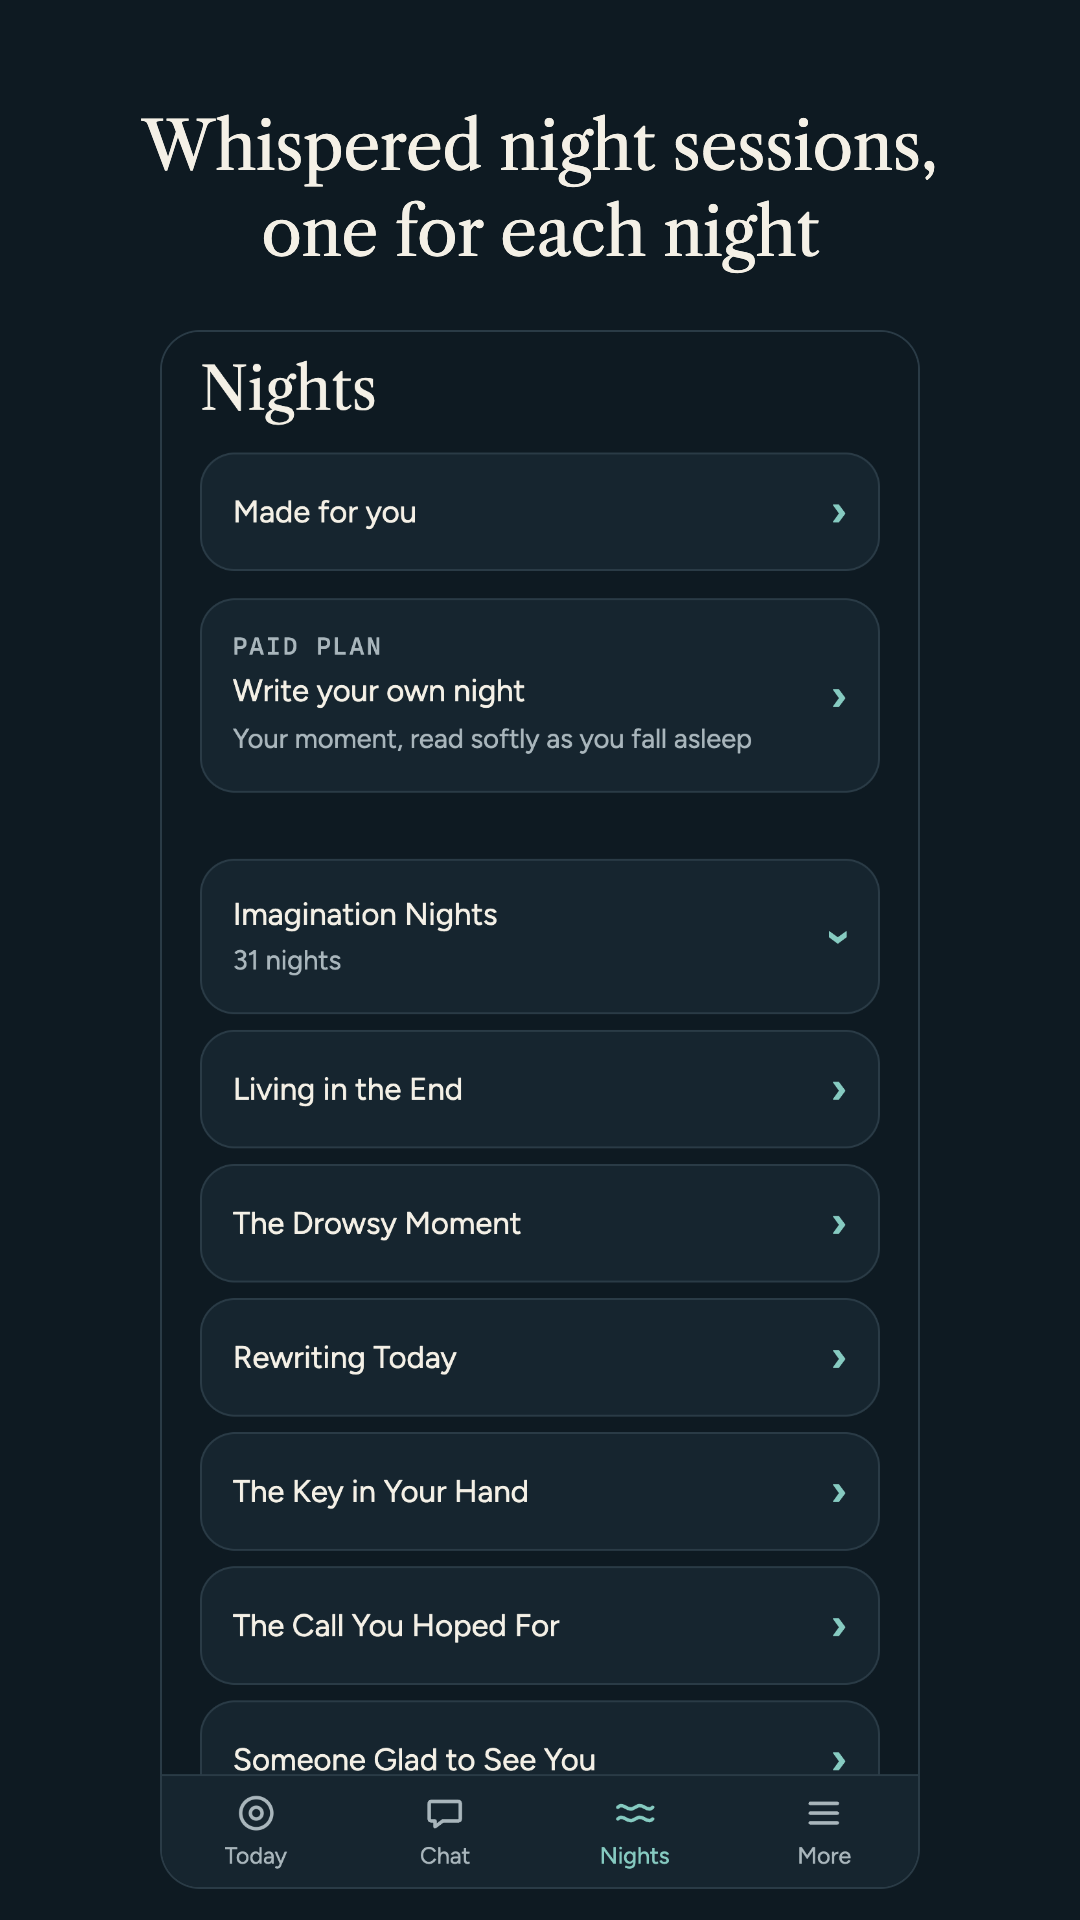 Whispered night sessions,
one for each night
Nights
Made for you
PAID PLAN
Write your own night
Your moment, read softly as you fall asleep
Imagination Nights
31 nights
Living in the End
The Drowsy Moment
Rewriting Today
The Key in Your Hand
The Call You Hoped For
Someone Glad to See You
Today
Chat
Nights
More